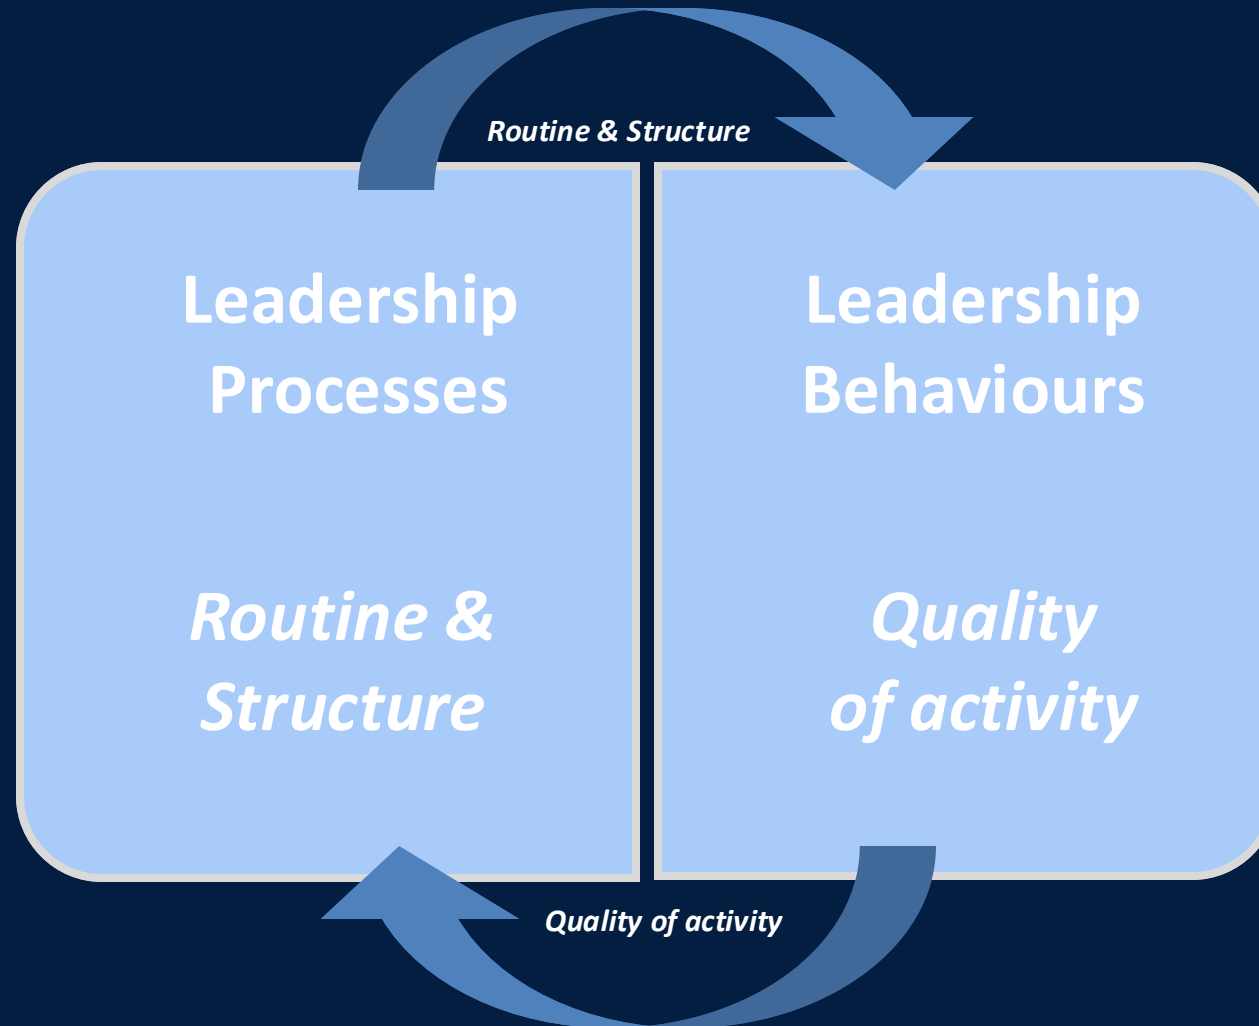 Routine & Structure
Leadership
Processes
Routine &
Structure
Leadership
Behaviours
Quality
of activity
Quality of activity